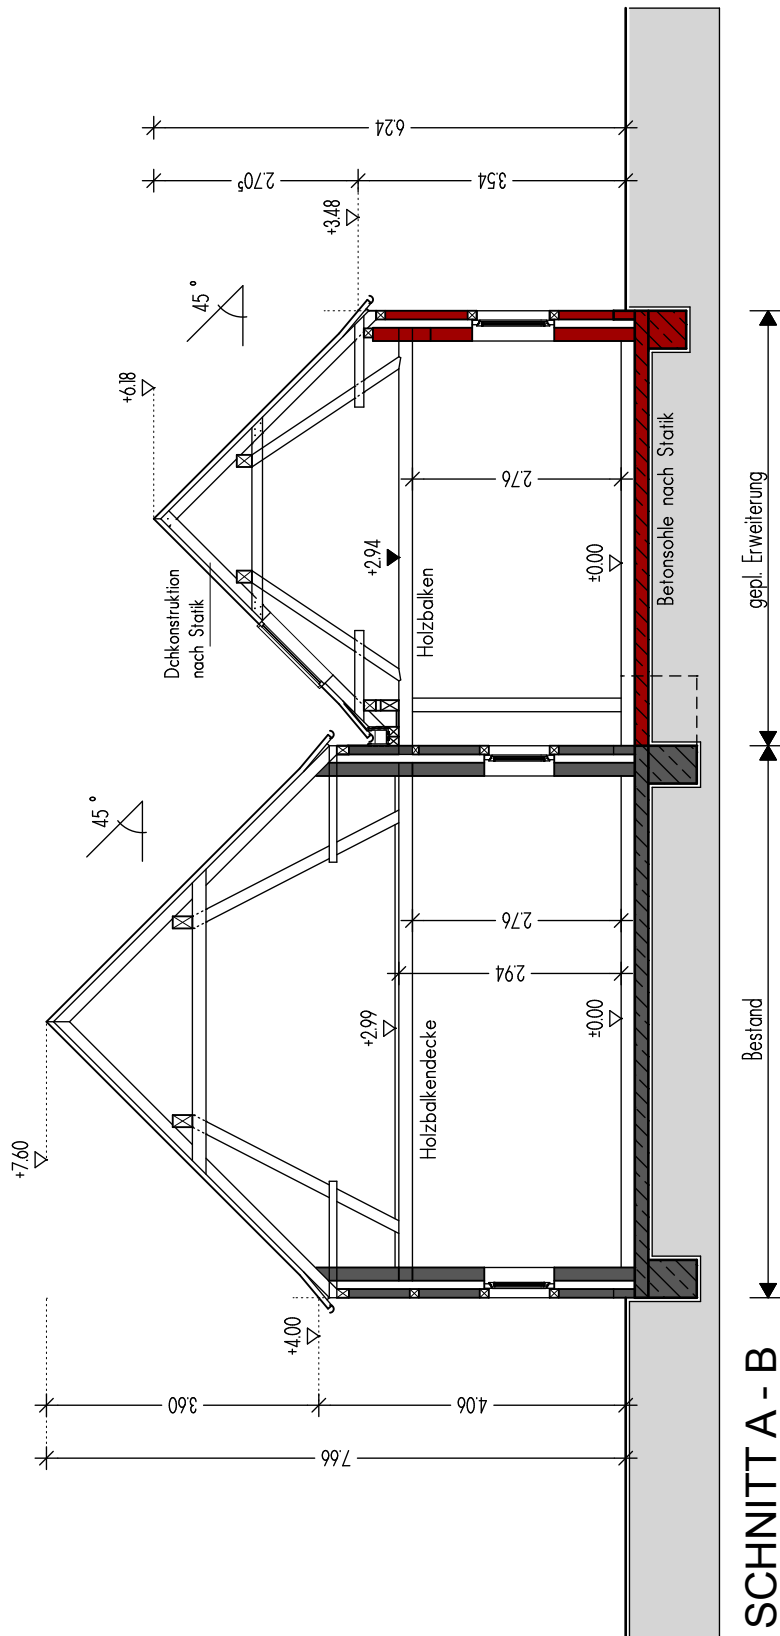 +7.60
45°
+4.00
3.60
4.06
7.66
+2.99
Holzbalkendecke
2.76
2.94
±0.00
+6.18
45°
Dchkonstruktion
nach Statik
+3.48
2.70⁵
3.54
6.24
+2.94
Holzbalken
2.76
±0.00
Betonsohle nach Statik
Bestand
gepl. Erweiterung
SCHNITT A - B